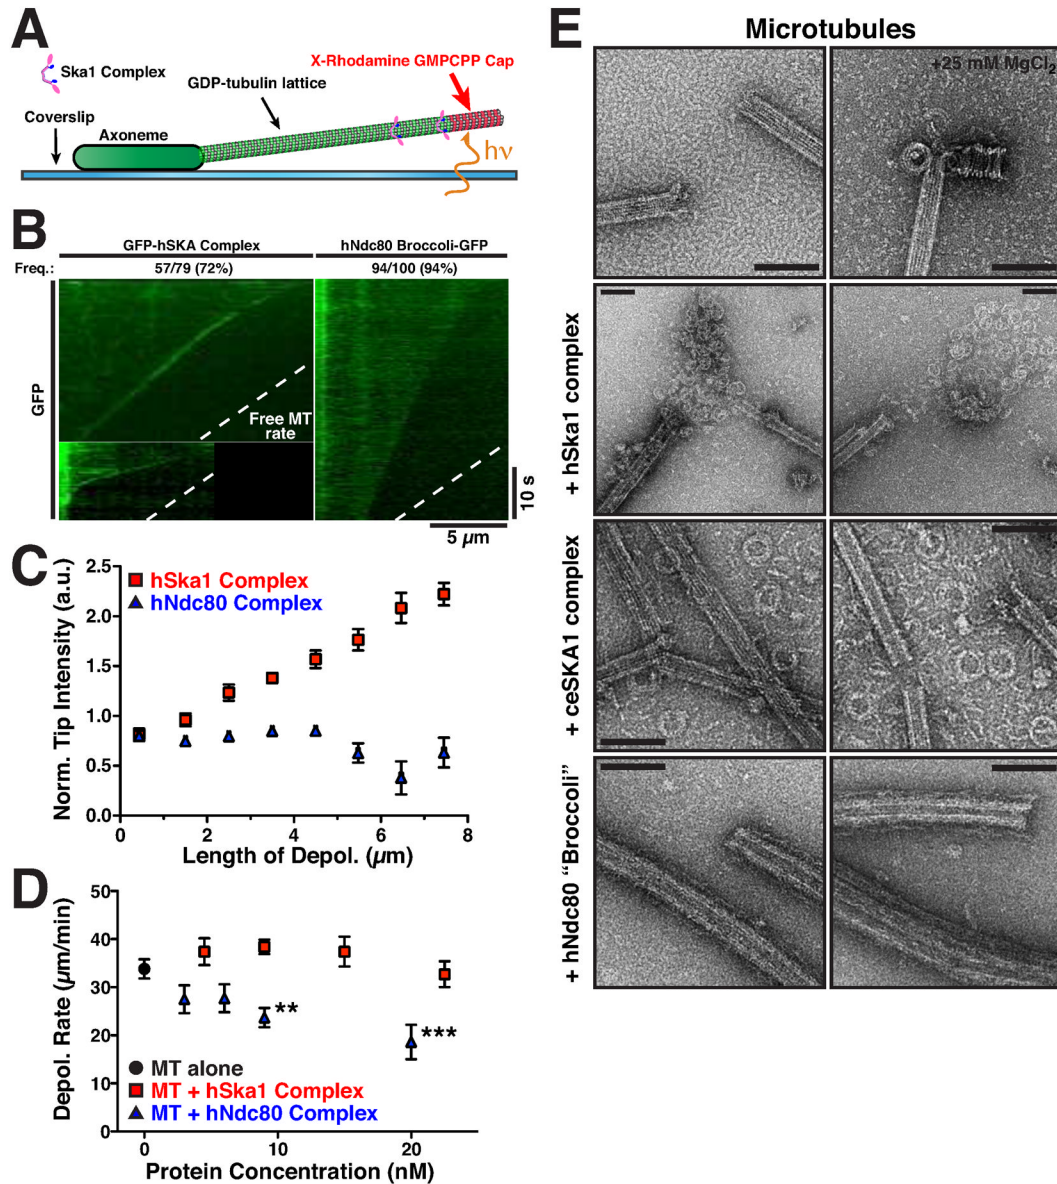 A
Ska1 Complex
Coverslip
Axoneme
GDP-tubulin lattice
X-Rhodamine GMPCPP Cap
hν
B
GFP-hSKA Complex
hNdc80 Broccoli-GFP
Freq.:
57/79 (72%)
94/100 (94%)
GFP
Free MT
rate
10 s
5 µm
C
Norm. Tip Intensity (a.u.)
2.5
2.0
1.5
1.0
0.5
0.0
hSka1 Complex
hNdc80 Complex
0 2 4 6 8
Length of Depol. (µm)
D
Depol. Rate (µm/min)
50
40
30
20
10
0
**
***
MT alone
MT + hSka1 Complex
MT + hNdc80 Complex
0 10 20
Protein Concentration (nM)
E
Microtubules
+25 mM MgCl2
+ hSka1 complex
+ ceSKA1 complex
+ hNdc80 “Broccoli”